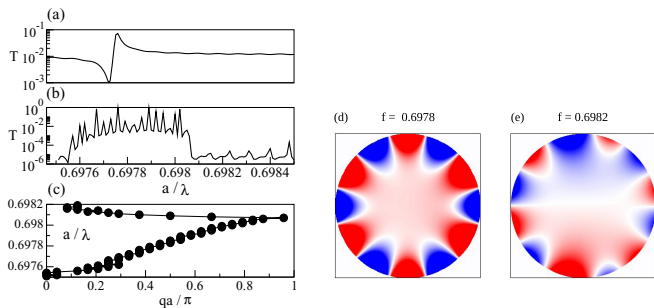 (a)
10^-1
T 10^-2
10^-3
(b)
10^0
10^-2
T
10^-4
10^-6
0.6976 0.6978 0.698 0.6982 0.6984
a / λ
(c)
0.6982
0.698 a / λ
0.6978
0.6976
0 0.2 0.4 0.6 0.8 1
qa / π
(d) f = 0.6978
(e) f = 0.6982